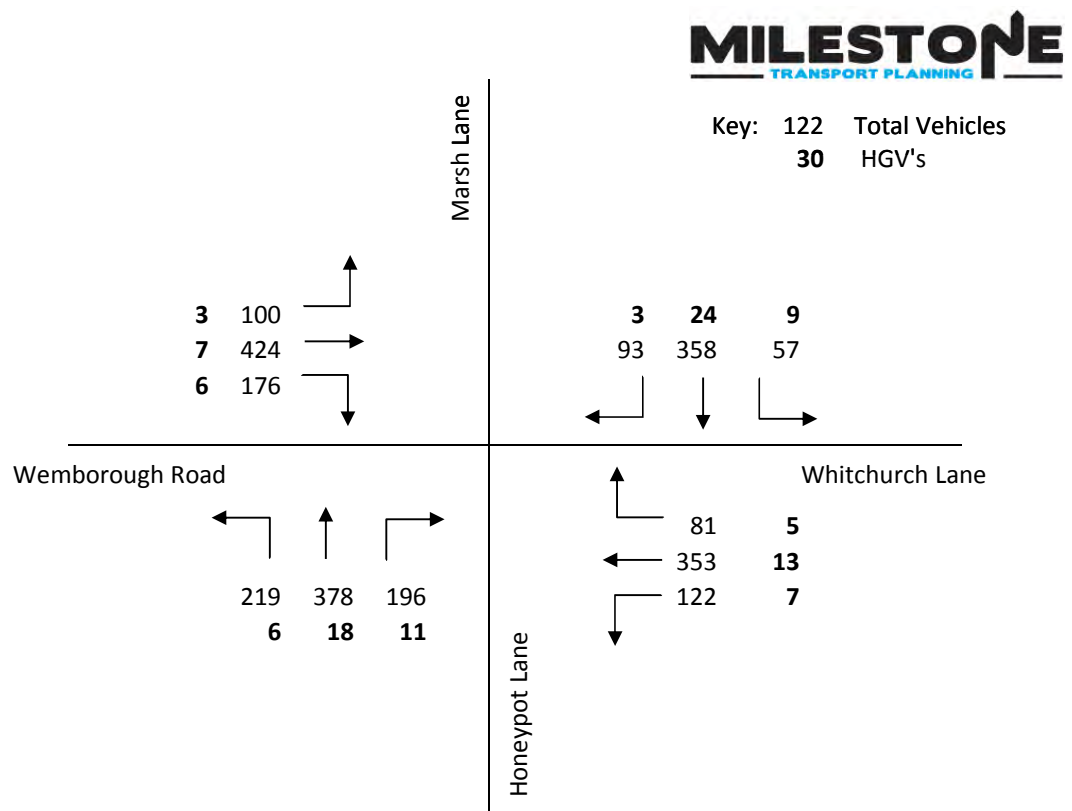 MILESTONE
TRANSPORT PLANNING
Key: 122 Total Vehicles
30 HGV's
Marsh Lane
3 100
7 424
6 176
3 24 9
93 358 57
Wemborough Road
Whitchurch Lane
219 378 196
6 18 11
81 5
353 13
122 7
Honeypot Lane